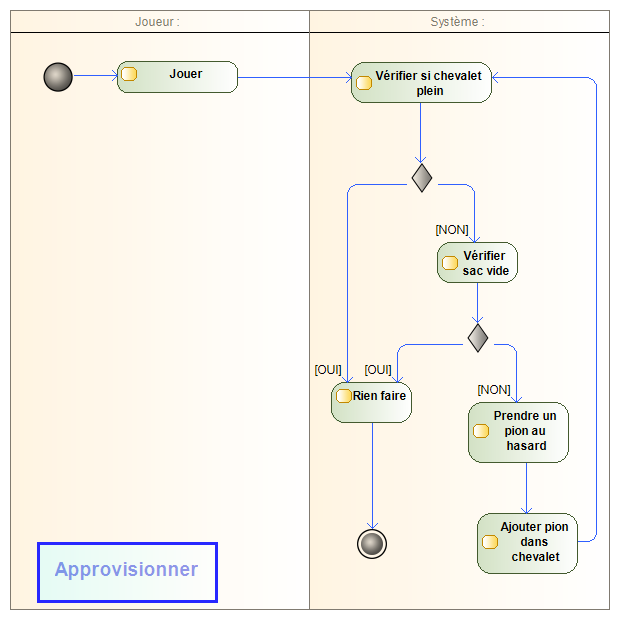 Joueur :
Système :
Jouer
Vérifier si chevalet
plein
[NON]
Vérifier
sac vide
[OUI]
[OUI]
Rien faire
[NON]
Prendre un
pion au
hasard
Ajouter pion
dans
chevalet
Approvisionner